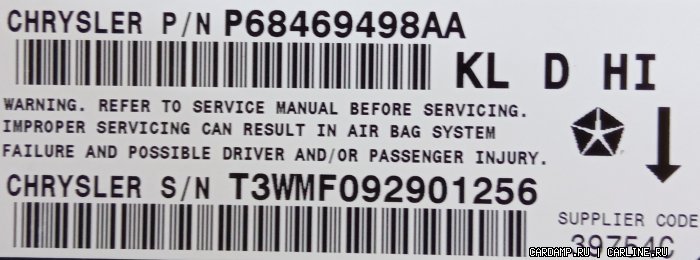 CHRYSLER P/N P68469498AA
KL D HI
WARNING. REFER TO SERVICE MANUAL BEFORE SERVICING.
IMPROPER SERVICING CAN RESULT IN AIR BAG SYSTEM
FAILURE AND POSSIBLE DRIVER AND/OR PASSENGER INJURY.
CHRYSLER S/N T3WMF092901256
SUPPLIER CODE
39754C
CARDAMP.RU | CARLINE.RU